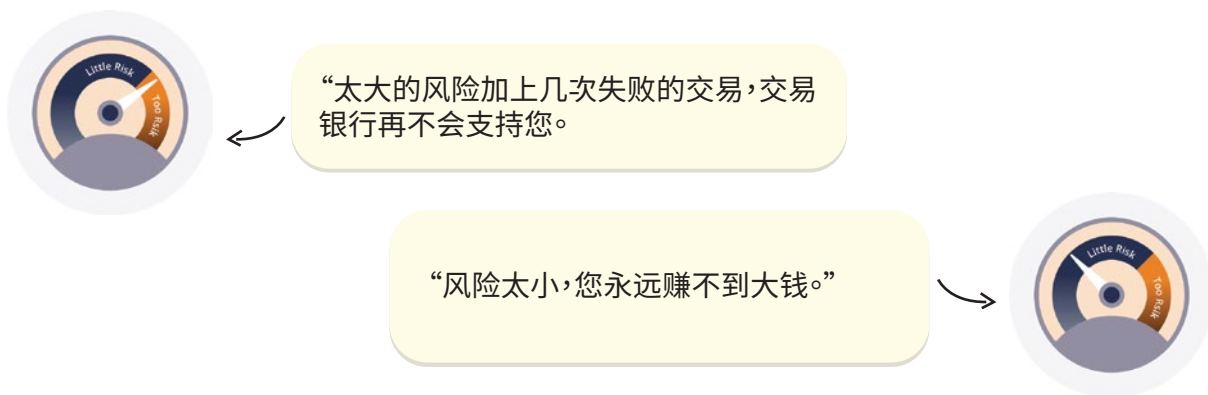 Little Risk
Too Rsik
“太大的风险加上几次失败的交易，交易
银行再不会支持您。
“风险太小，您永远赚不到大钱。”
Little Risk
Too Rsik